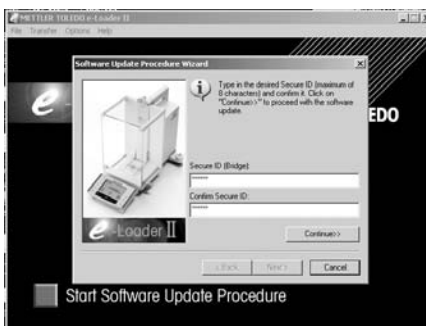 METTLER TOLEDO e-Loader II
File Transfer Options Help
Software Update Procedure Wizard
Type in the desired Secure ID (maximum of
8 characters) and confirm it. Click on
"Continue>>" to proceed with the software
update.
e
EDO
Secure ID (Bridge):
******
Confirm Secure ID:
******
e-Loader II
Continue>>
< Back
Next >
Cancel
Start Software Update Procedure